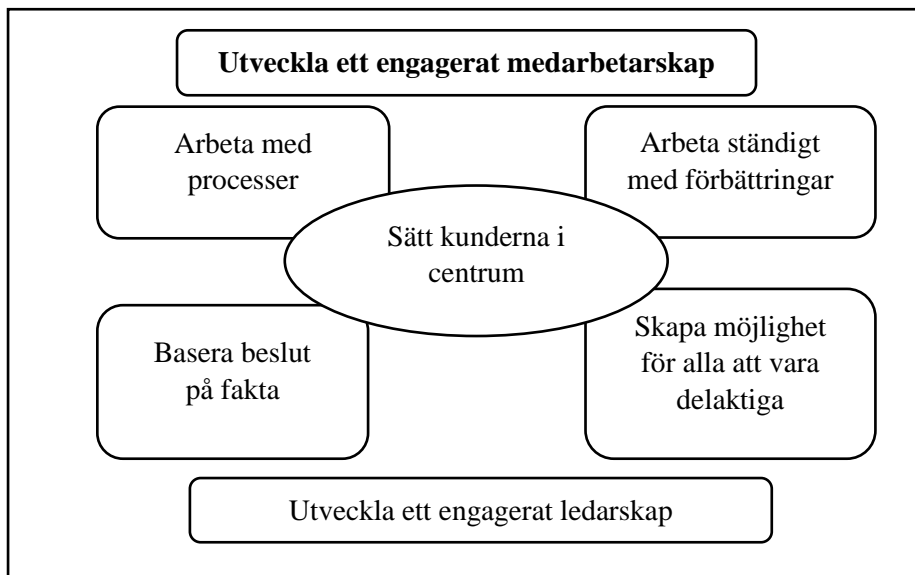 Utveckla ett engagerat medarbetarskap
Arbeta med
processer
Arbeta ständigt
med förbättringar
Sätt kunderna i
centrum
Basera beslut
på fakta
Skapa möjlighet
för alla att vara
delaktiga
Utveckla ett engagerat ledarskap